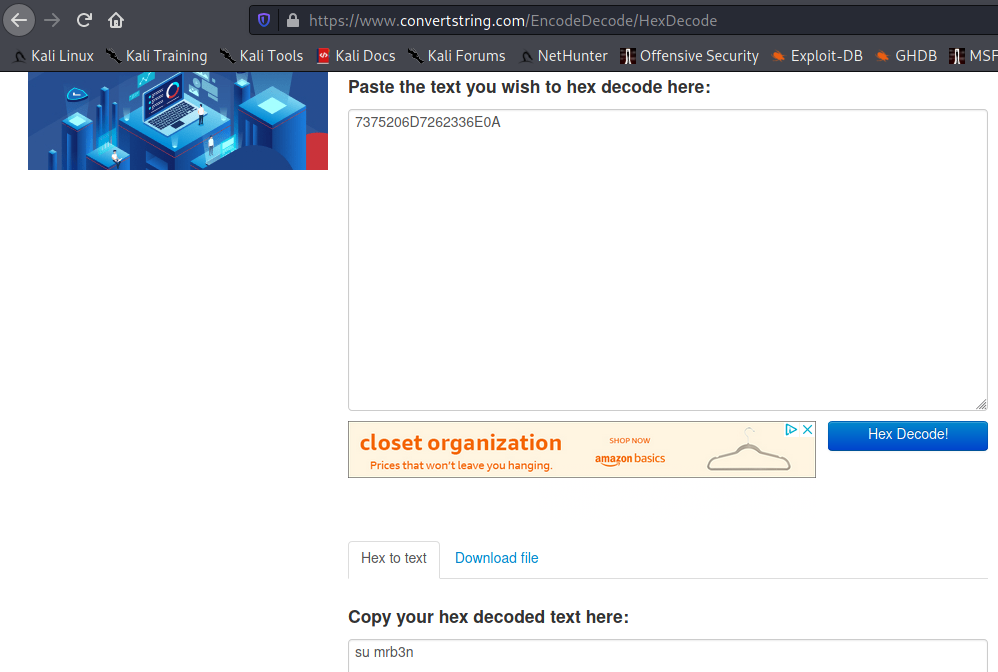 https://www.convertstring.com/EncodeDecode/HexDecode
Kali Linux Kali Training Kali Tools Kali Docs Kali Forums NetHunter Offensive Security Exploit-DB GHDB MSF
Paste the text you wish to hex decode here:
7375206D7262336E0A
closet organization
Prices that won't leave you hanging.
SHOP NOW
amazon basics
Hex Decode!
Hex to text Download file
Copy your hex decoded text here:
su mrb3n